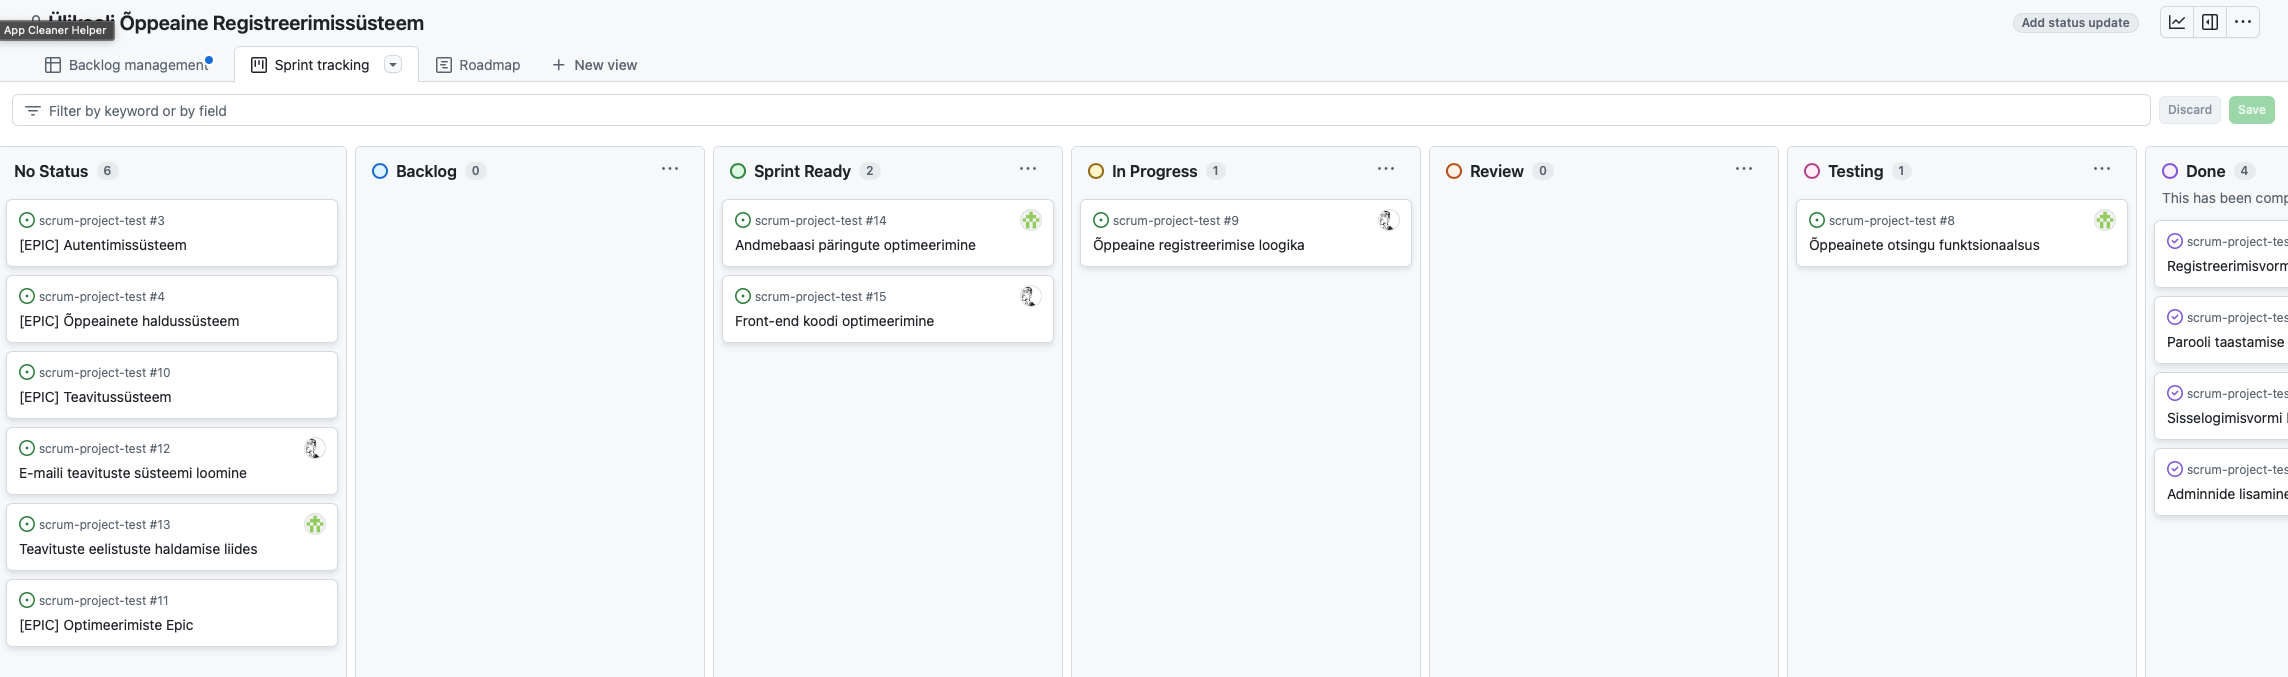 Õppeaine Registreerimissüsteem
App Cleaner Helper
Add status update
Backlog management
Sprint tracking
Roadmap
New view
Filter by keyword or by field
Discard
Save
No Status 6
scrum-project-test #3
[EPIC] Autentimissüsteem
scrum-project-test #4
[EPIC] Õppeainete haldussüsteem
scrum-project-test #10
[EPIC] Teavitussüsteem
scrum-project-test #12
E-maili teavituste süsteemi loomine
scrum-project-test #13
Teavituste eelistuste haldamise liides
scrum-project-test #11
[EPIC] Optimeerimiste Epic
Backlog 0
Sprint Ready 2
scrum-project-test #14
Andmebaasi päringute optimeerimine
scrum-project-test #15
Front-end koodi optimeerimine
In Progress 1
scrum-project-test #9
Õppeaine registreerimise loogika
Review 0
Testing 1
scrum-project-test #8
Õppeainete otsingu funktsionaalsus
Done 4
This has been comp
scrum-project-tes
Registreerimisvorm
scrum-project-tes
Parooli taastamise
scrum-project-tes
Sisselogimisvormi
scrum-project-tes
Adminnide lisamine